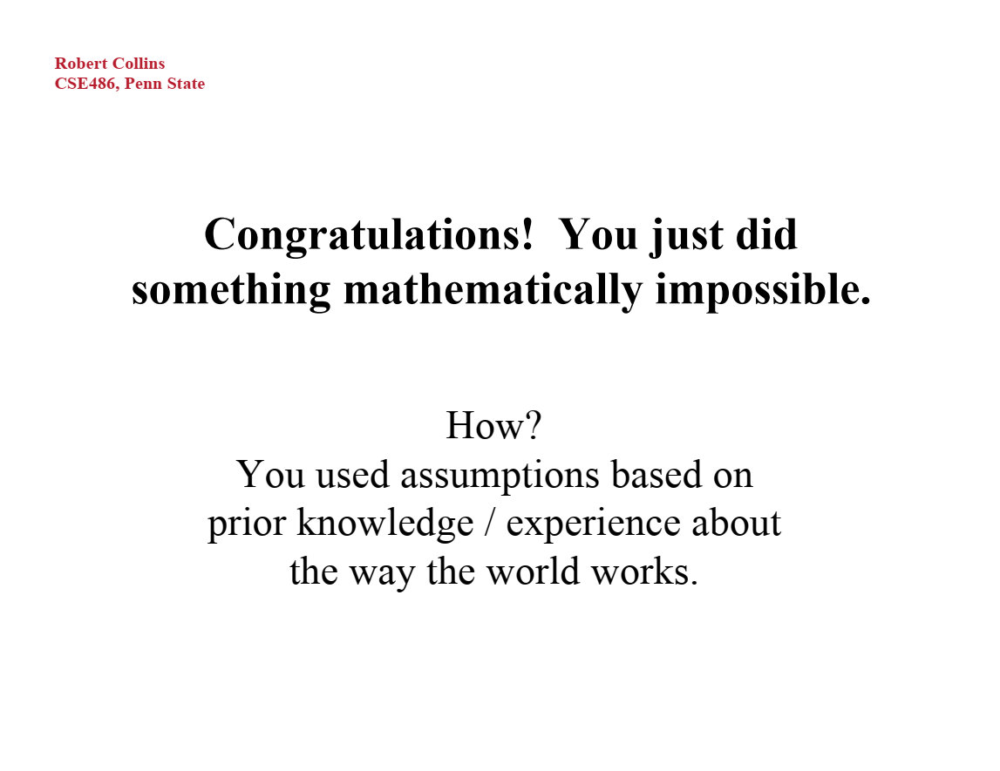 Robert Collins
CSE486, Penn State
Congratulations!  You just did
something mathematically impossible.
How?
You used assumptions based on
prior knowledge / experience about
the way the world works.